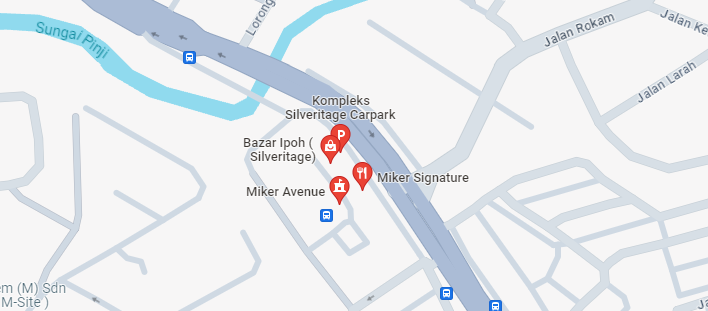 Sungai Pinji
Lorong
Jalan Rokam
Jalan Ke
Jalan Larah
Kompleks
Silveritage Carpark
P
Bazar Ipoh (
Silveritage)
Miker Signature
Miker Avenue
em (M) Sdn
M-Site )
Ja